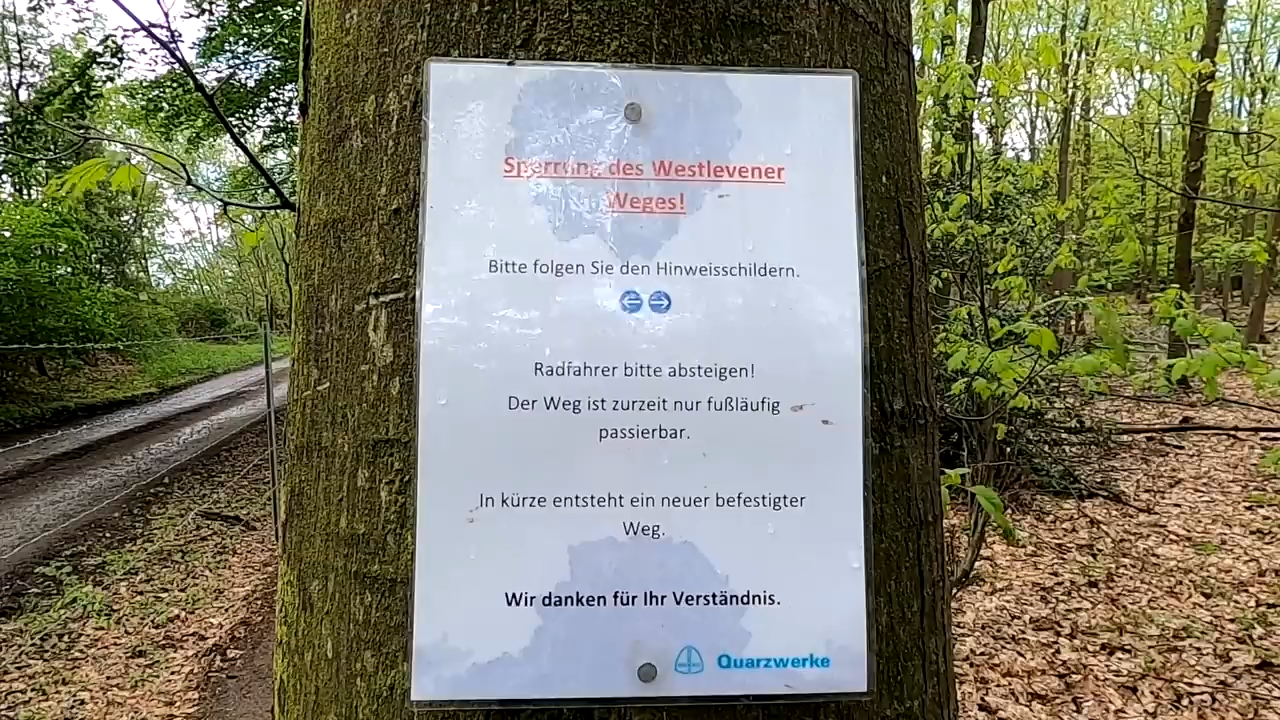 Sperrung des Westlevener
Weges!
Bitte folgen Sie den Hinweisschildern.
Radfahrer bitte absteigen!
Der Weg ist zurzeit nur fußläufig
passierbar.
In kürze entsteht ein neuer befestigter
Weg.
Wir danken für Ihr Verständnis.
Quarzwerke